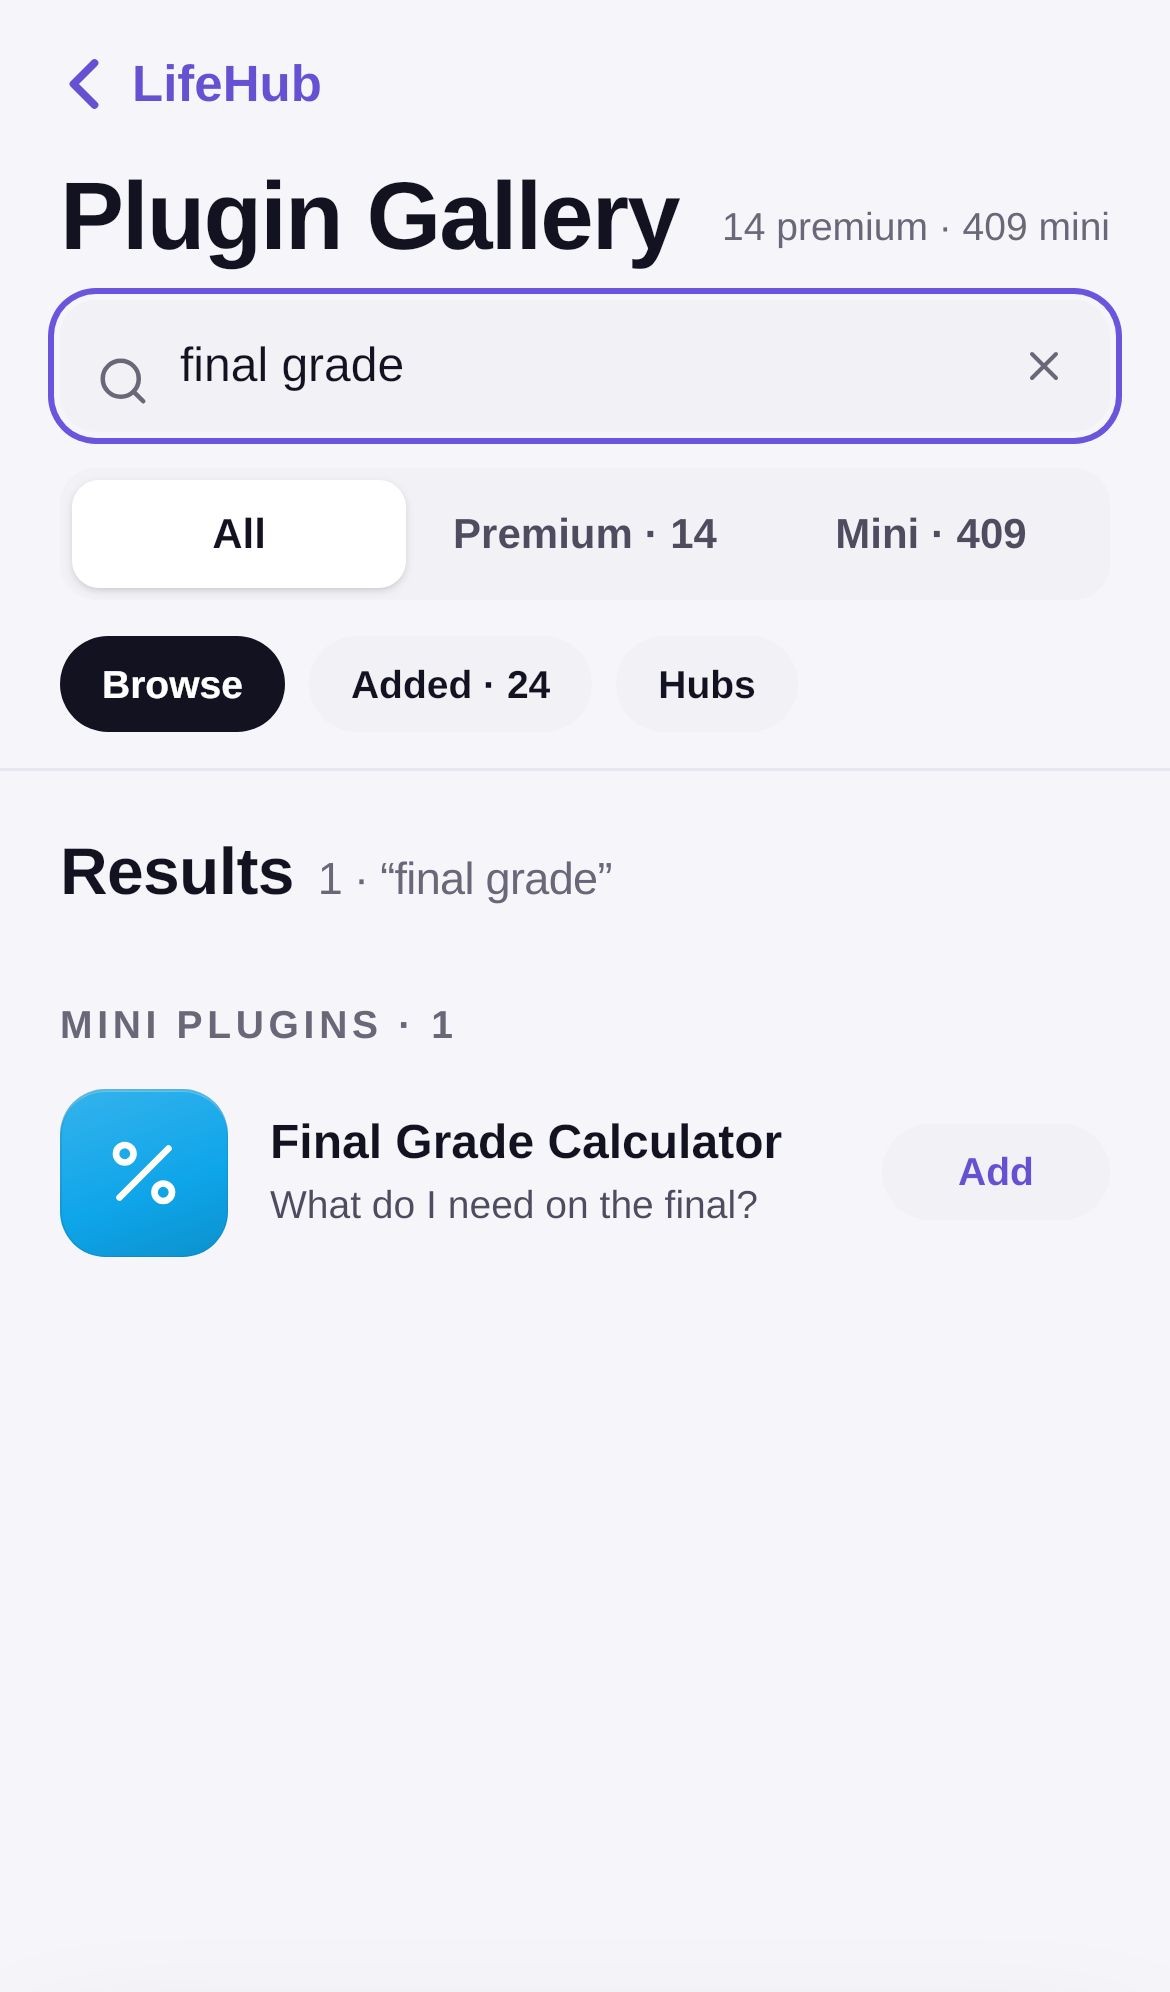 LifeHub
Plugin Gallery
14 premium · 409 mini
final grade
All
Premium · 14
Mini · 409
Browse
Added · 24
Hubs
Results
1 · “final grade”
MINI PLUGINS · 1
Final Grade Calculator
What do I need on the final?
Add